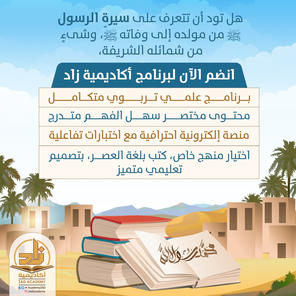 هل تود أن تتعرف على سيرة الرسول
ﷺ من مولده إلى وفاته ﷺ، وشيء
من شمائله الشريفة،
انضم الآن لبرنامج أكاديمية زاد
برنامج علمي تربوي متكامل
محتوى مختصر سهل الفهم متدرج
منصة إلكترونية احترافية مع اختبارات تفاعلية
اختيار منهج خاص، كتب بلغة العصر، بتصميم
تعليمي متميز
زاد
أكاديمية
ZAD ACADEMY